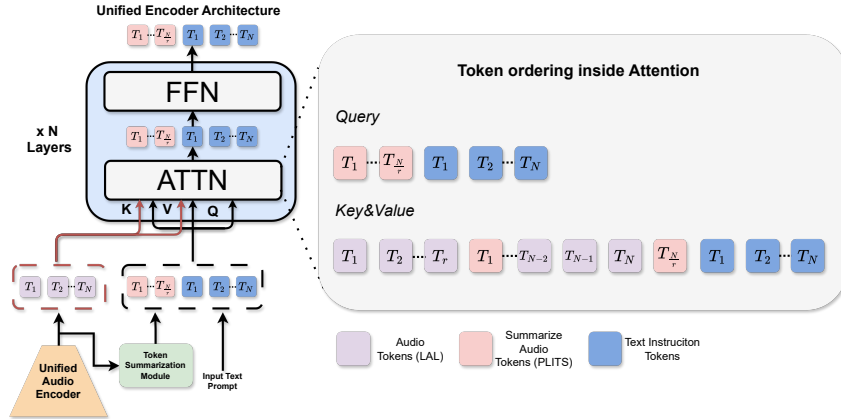 Unified Encoder Architecture
T1 ... TN/r T1 T2 ... TN
FFN
T1 ... TN/r T1 T2 ... TN
x N
Layers
ATTN
K V Q
T1 T2 ... TN
T1 ... TN/r T1 T2 ... TN
Unified
Audio
Encoder
Token
Summarization
Module
Input Text
Prompt
Token ordering inside Attention
Query
T1 ... TN/r T1 T2 ... TN
Key&Value
T1 T2 ... Tr T1 ... TN−2 TN−1 TN TN/r T1 T2 ... TN
Audio
Tokens (LAL)
Summarize
Audio
Tokens (PLITS)
Text Instruciton
Tokens